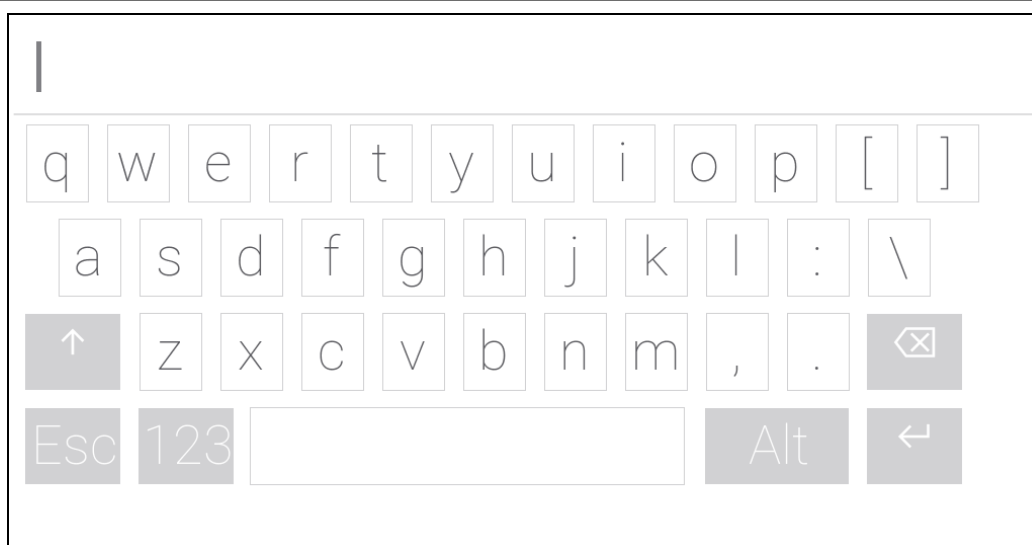 q w e r t y u i o p [ ]
a s d f g h j k l : \
↑ z x c v b n m , . ⌫
Esc 123 Alt ↵